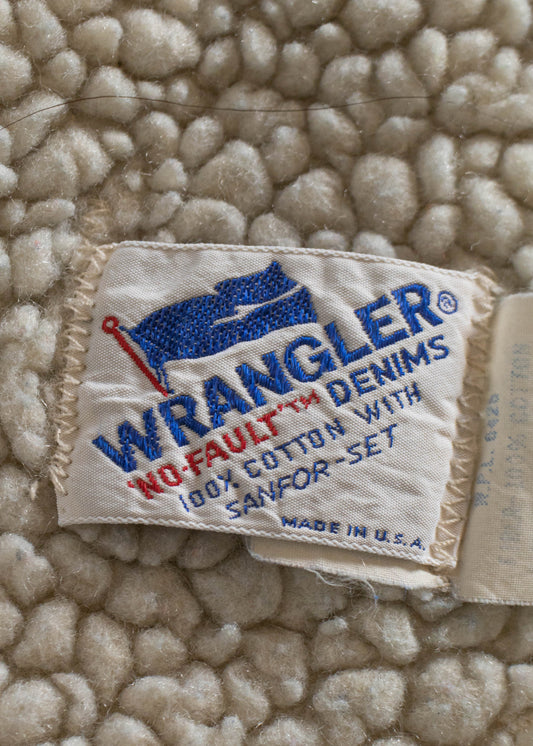 WRANGLER®
'NO-FAULT'™ DENIMS
100% COTTON WITH
SANFOR-SET
MADE IN U.S.A.